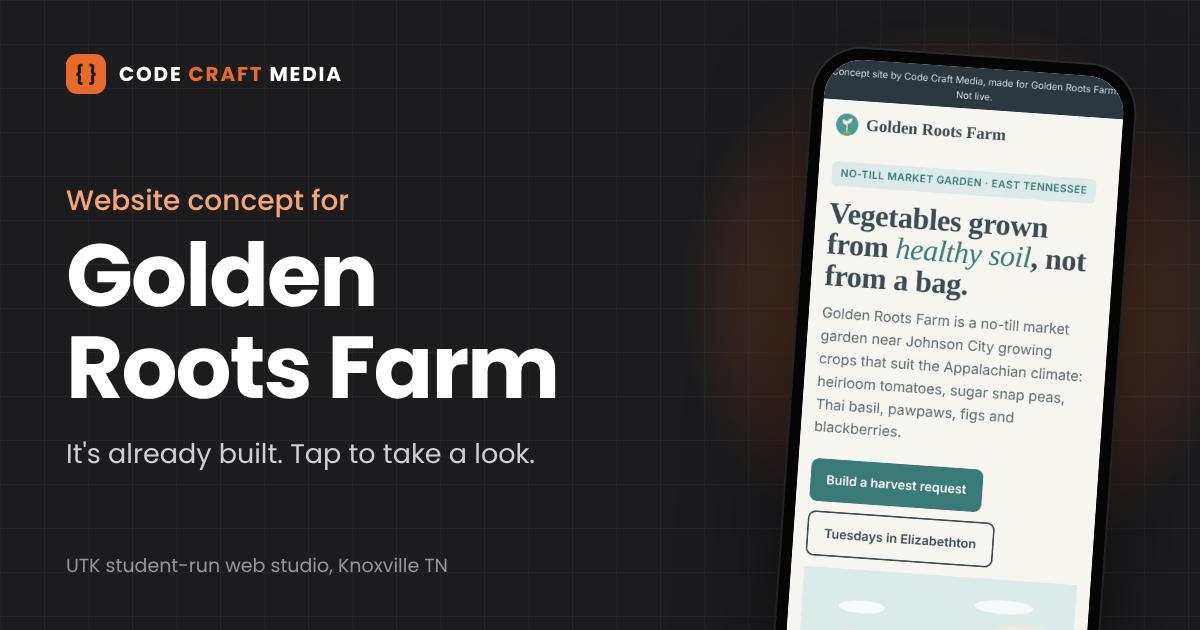 { }
CODE CRAFT MEDIA
Website concept for
Golden
Roots Farm
It's already built. Tap to take a look.
UTK student-run web studio, Knoxville TN
Concept site by Code Craft Media, made for Golden Roots Farm.
Not live.
Golden Roots Farm
NO-TILL MARKET GARDEN · EAST TENNESSEE
Vegetables grown
from healthy soil, not
from a bag.
Golden Roots Farm is a no-till market
garden near Johnson City growing
crops that suit the Appalachian climate:
heirloom tomatoes, sugar snap peas,
Thai basil, pawpaws, figs and
blackberries.
Build a harvest request
Tuesdays in Elizabethton